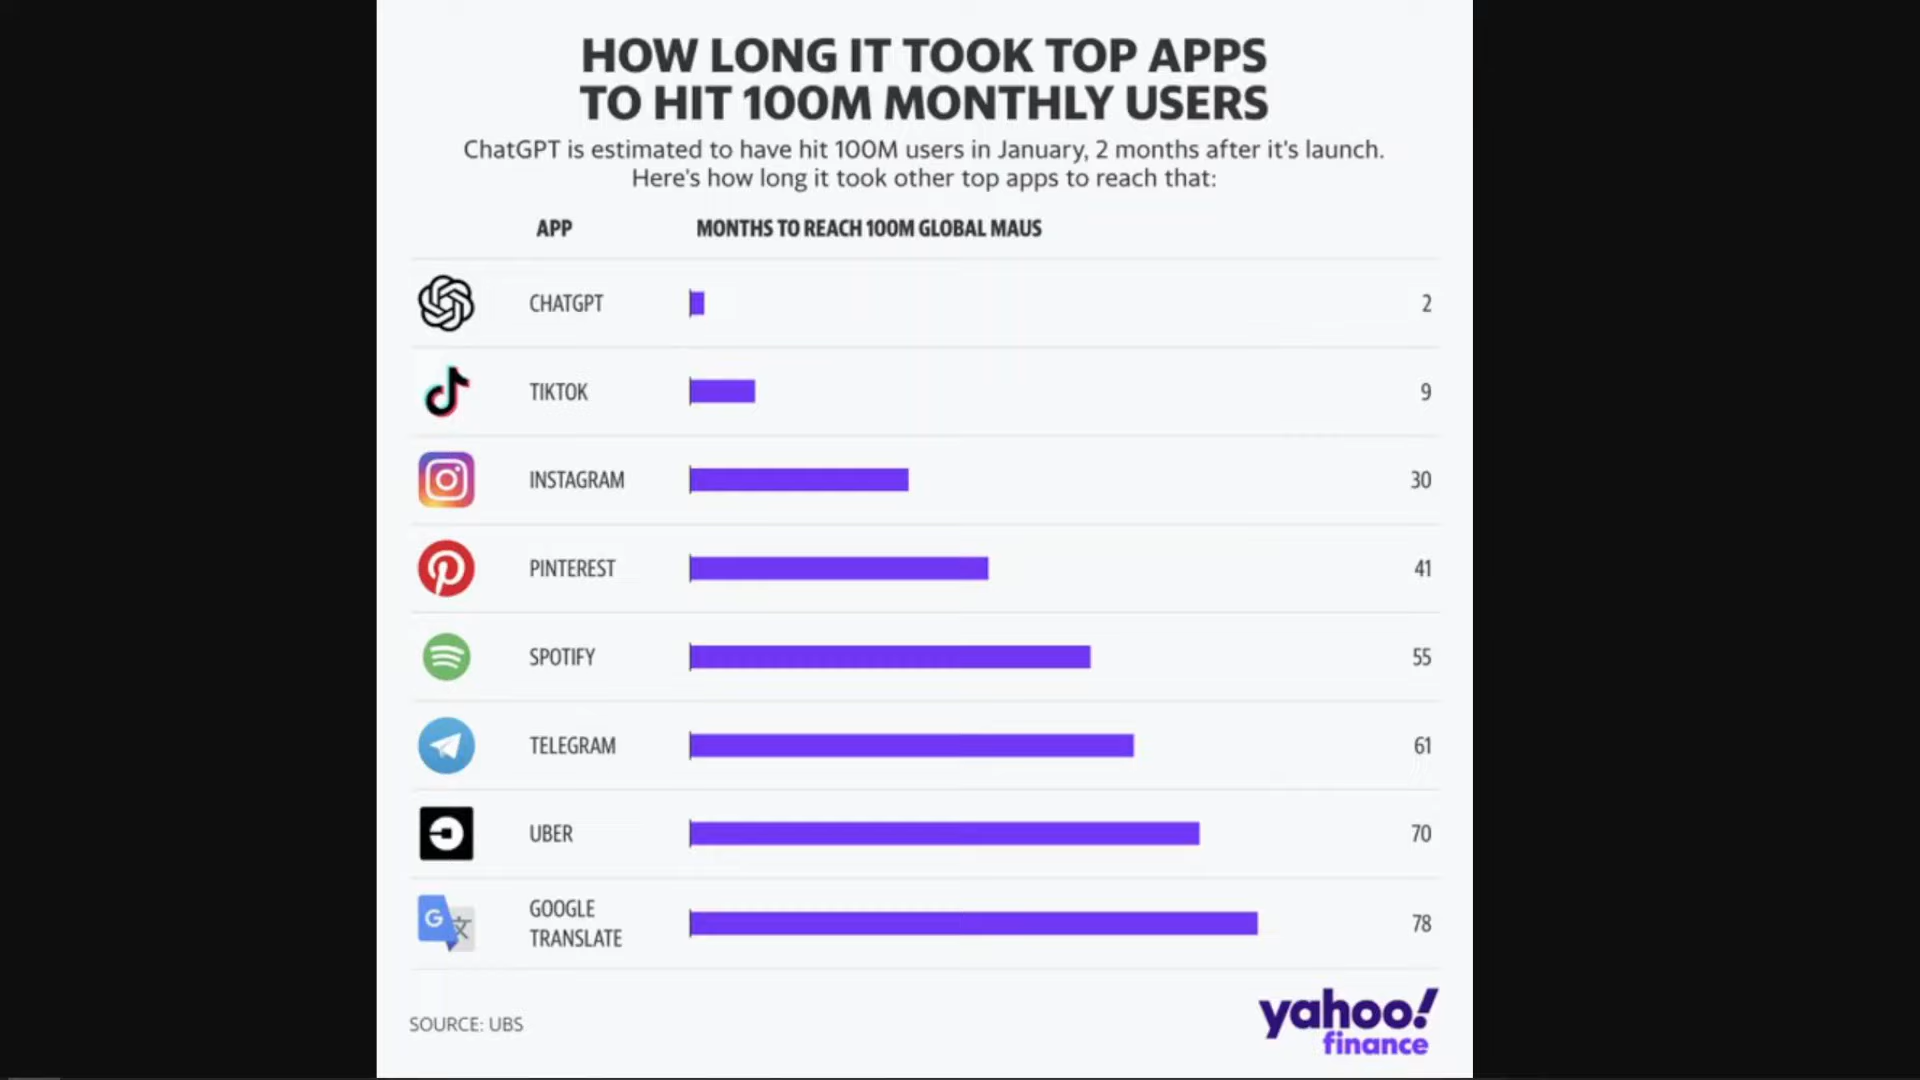 HOW LONG IT TOOK TOP APPS
TO HIT 100M MONTHLY USERS
ChatGPT is estimated to have hit 100M users in January, 2 months after it's launch.
Here's how long it took other top apps to reach that:
APP MONTHS TO REACH 100M GLOBAL MAUS
CHATGPT 2
TIKTOK 9
INSTAGRAM 30
PINTEREST 41
SPOTIFY 55
TELEGRAM 61
UBER 70
G 文
GOOGLE
TRANSLATE 78
SOURCE: UBS
yahoo!
finance